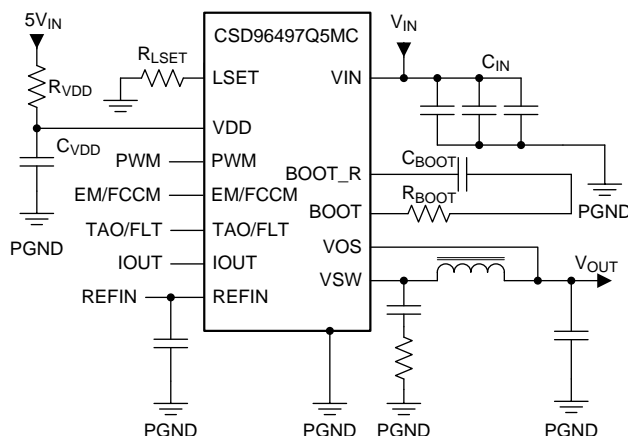 5VIN
RVDD
CVDD
PGND
RLSET
PWM
EM/FCCM
TAO/FLT
IOUT
REFIN
PGND
CSD96497Q5MC
LSET
VDD
PWM
EM/FCCM
TAO/FLT
IOUT
REFIN
VIN
BOOT_R
BOOT
VOS
VSW
PGND
VIN
CIN
PGND
CBOOT
RBOOT
VOUT
PGND
PGND